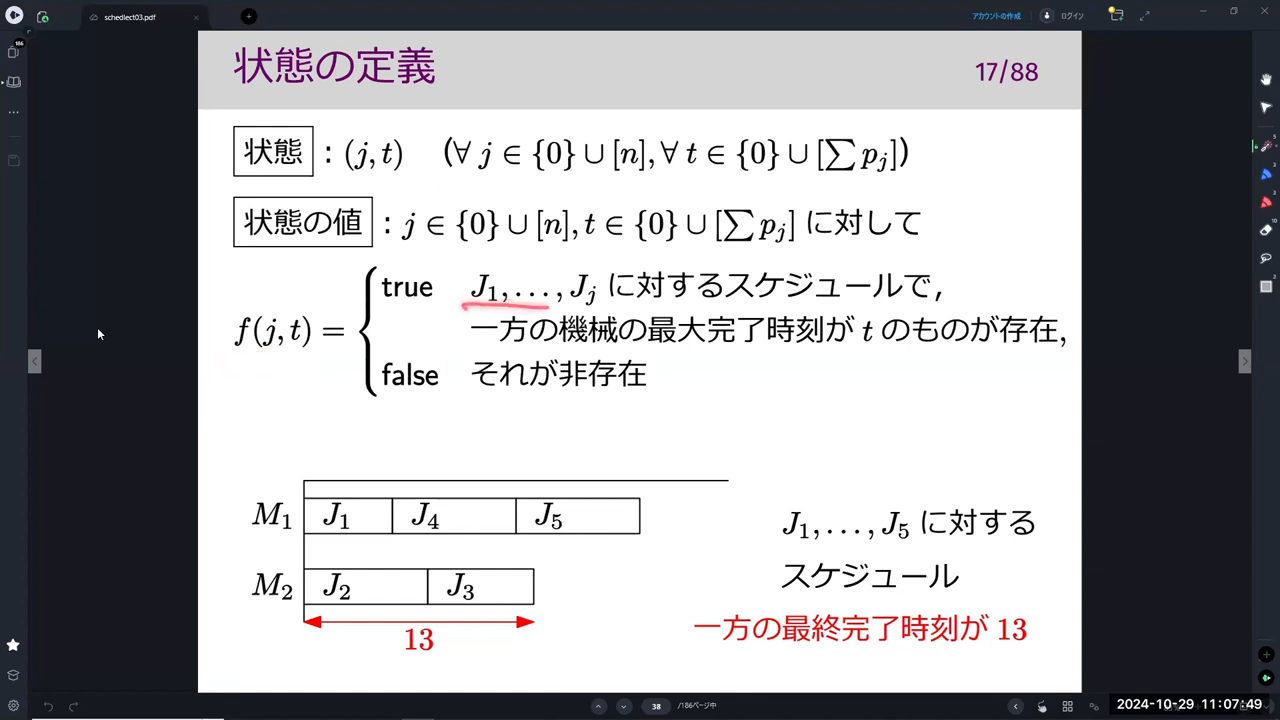 schedlect03.pdf
アカウントの作成
ログイン
186
状態の定義
17/88
状態 : (j, t) (∀ j ∈ {0} ∪ [n], ∀ t ∈ {0} ∪ [∑ p_j])
状態の値 : j ∈ {0} ∪ [n], t ∈ {0} ∪ [∑ p_j] に対して
f(j, t) = { true J_1, …, J_j に対するスケジュールで,
一方の機械の最大完了時刻が t のものが存在,
false それが非存在
M_1 J_1 J_4 J_5
J_1, …, J_5 に対する
スケジュール
M_2 J_2 J_3
13
一方の最終完了時刻が 13
38 /186ページ中
2024-10-29 11:07:49